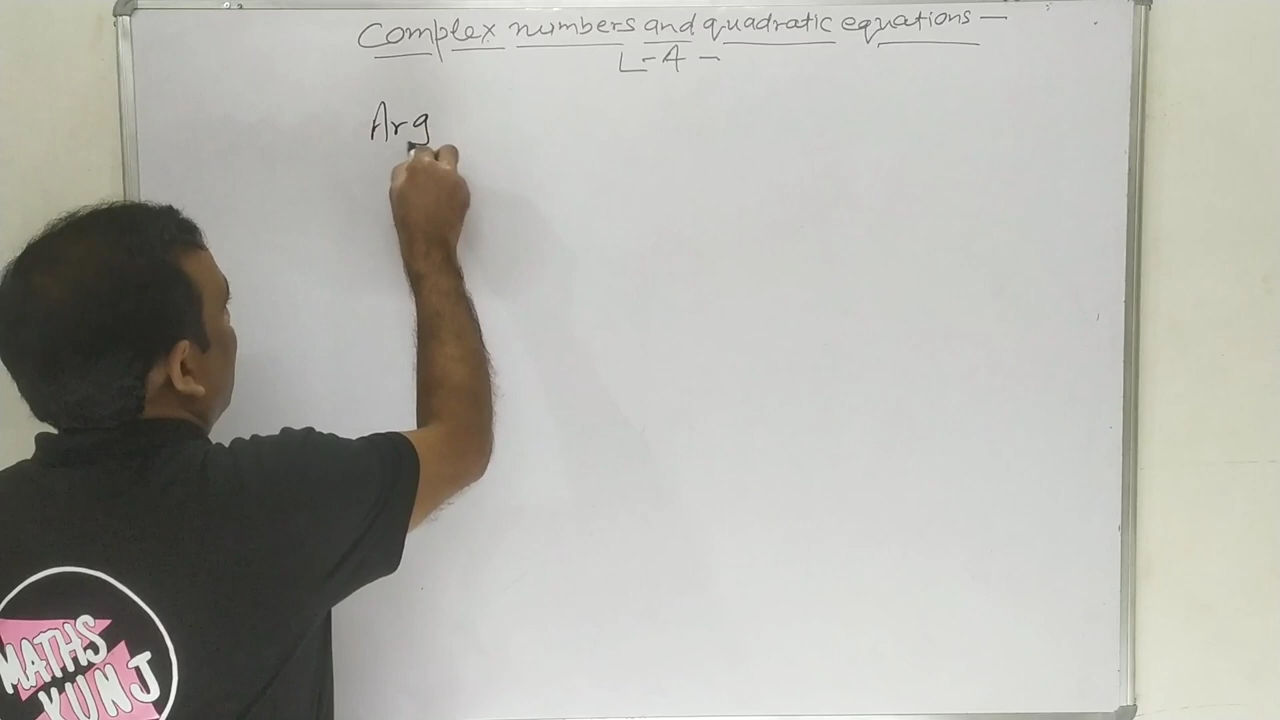 Complex numbers and quadratic equations —
L-4 —
Arg
MATHS
KUNJ